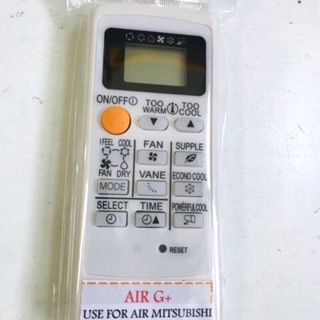 ON/OFF TOO WARM TOO COOL
I FEEL COOL FAN SUPPLE
FAN DRY VANE ECONO COOL
MODE
SELECT TIME POWERFUL COOL
RESET
AIR G+
USE FOR AIR MITSUBISHI